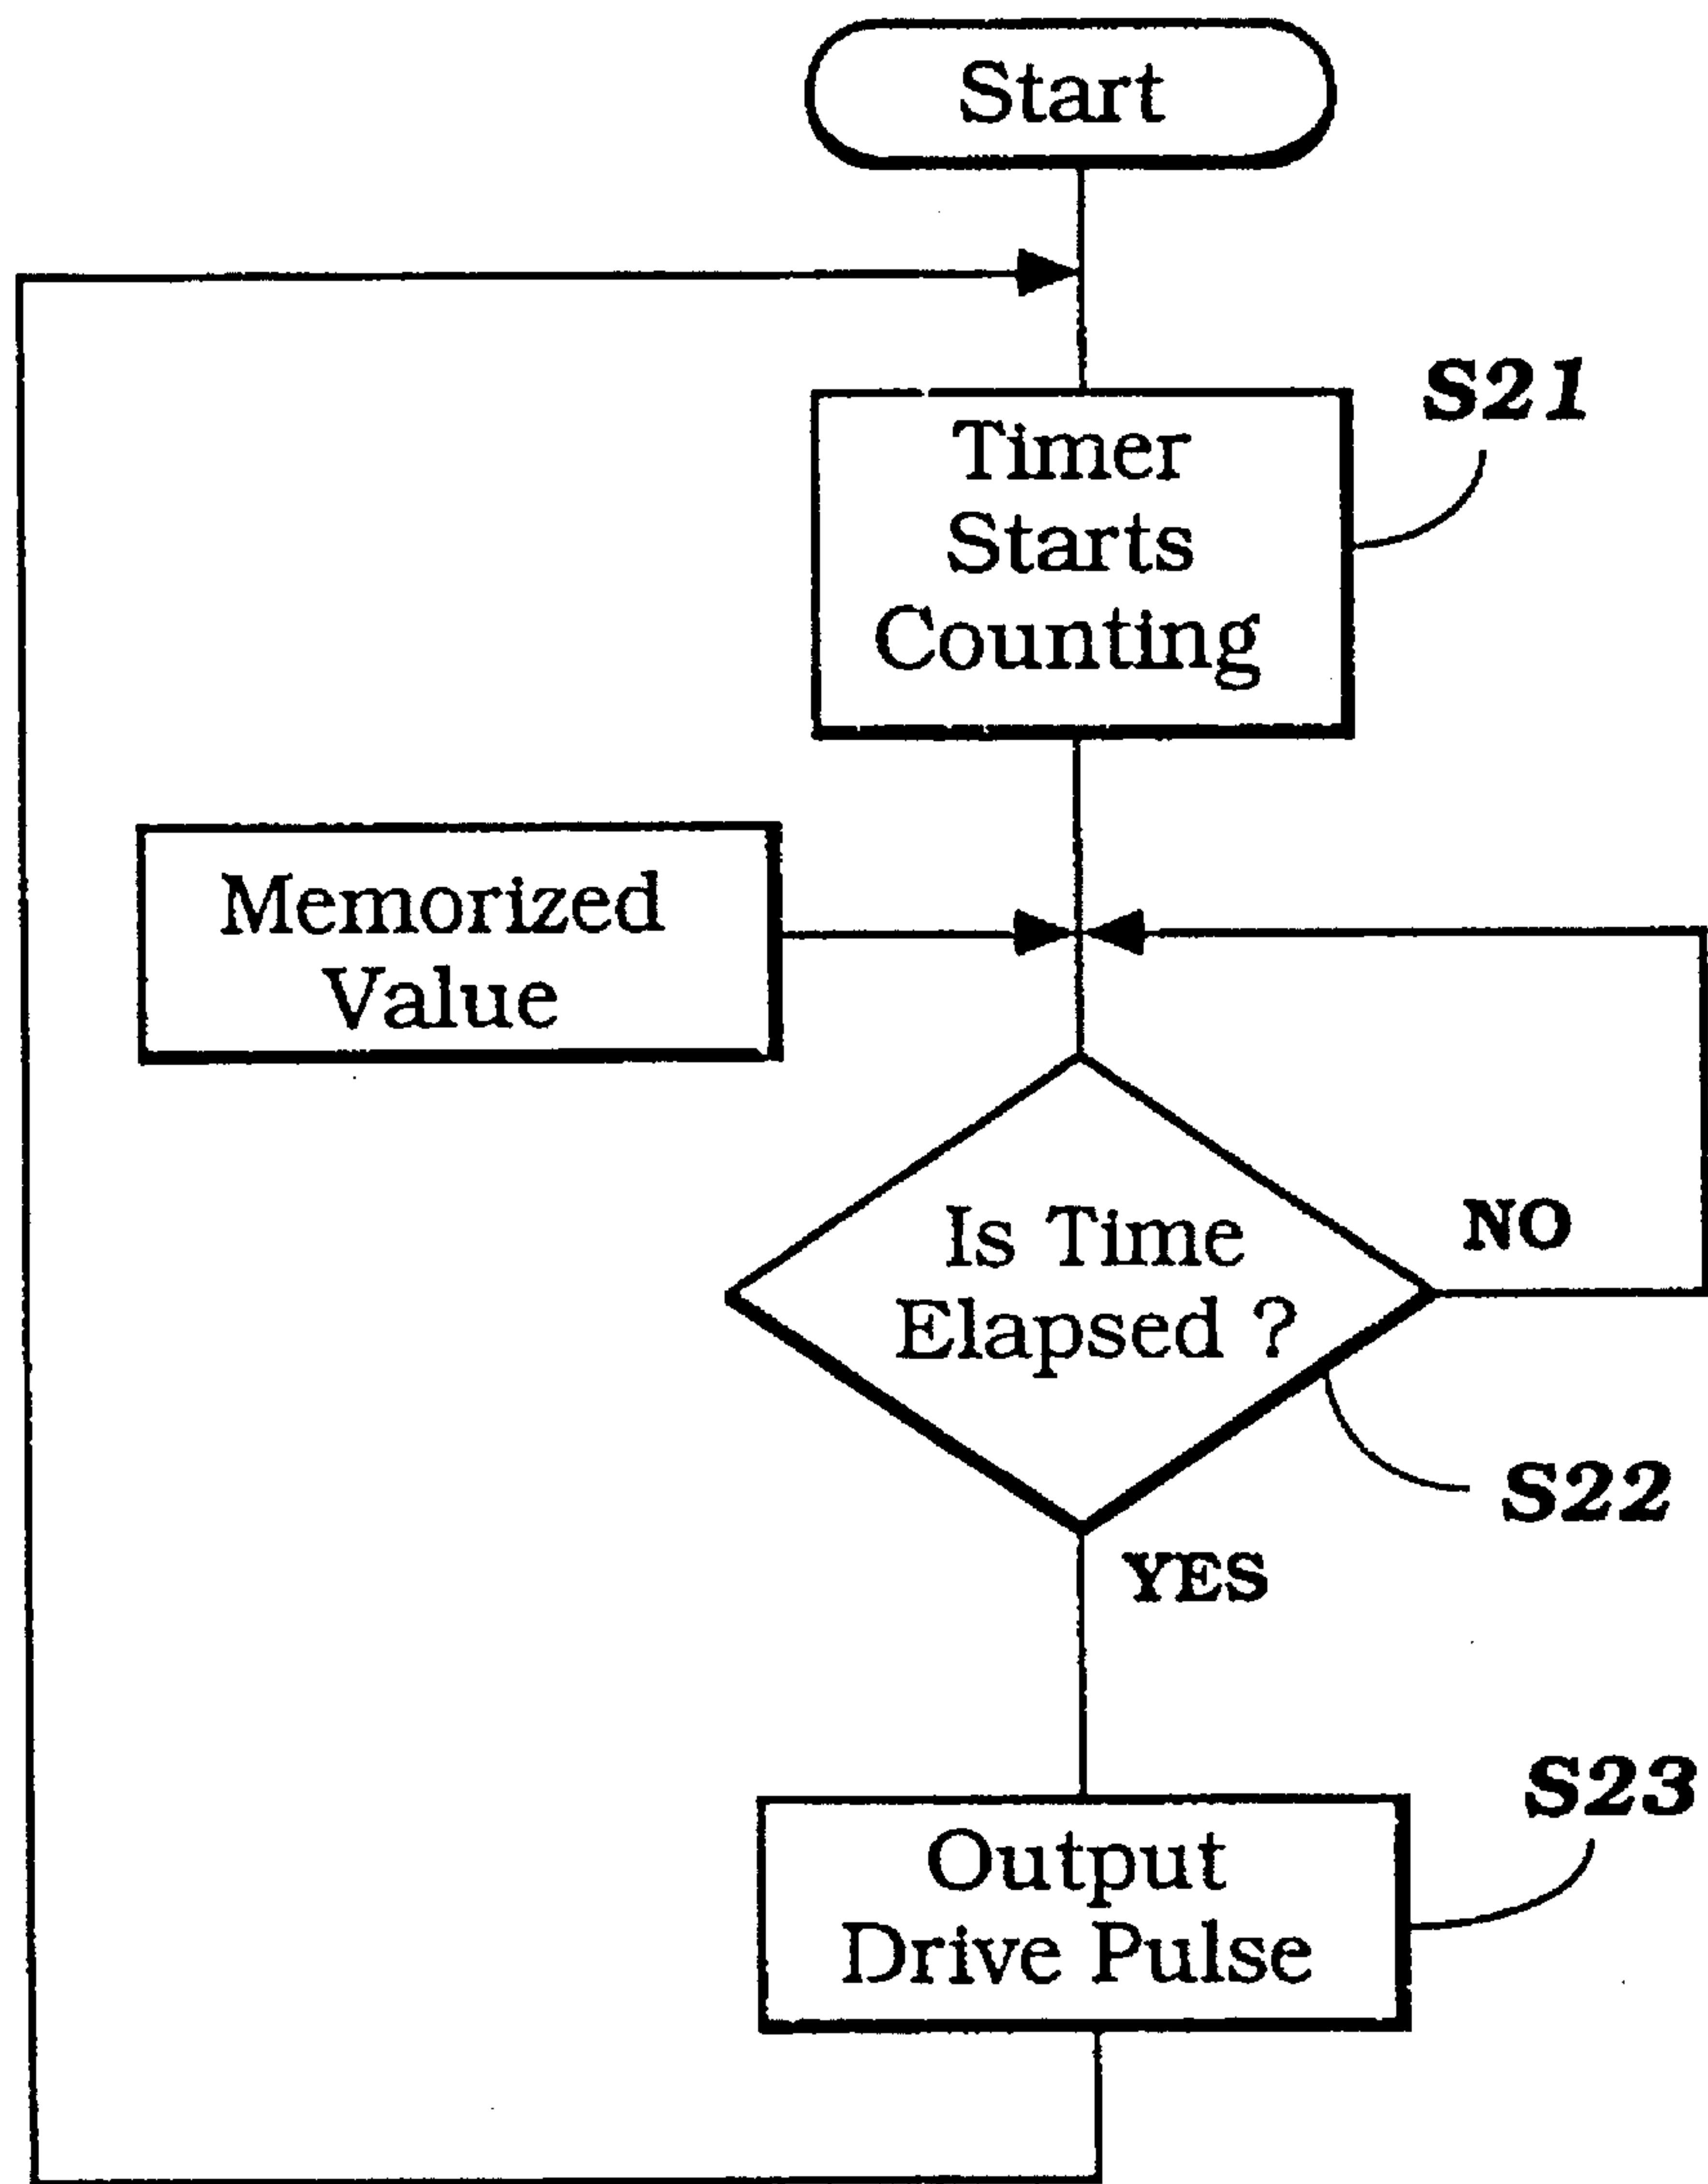 Start
S21
Timer
Starts
Counting
Memorized
Value
Is Time
Elapsed ?
NO
S22
YES
S23
Output
Drive Pulse